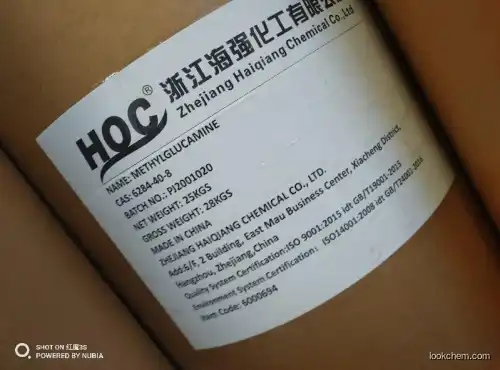 HQC®
浙江海强化工有限公
Zhejiang Haiqiang Chemical Co.,Ltd
NAME: METHYLGLUCAMINE
CAS: 6284-40-8
BATCH NO.: PJ2001020
NET WEIGHT: 25KGS
GROSS WEIGHT: 28KGS
MADE IN CHINA
ZHEJIANG HAIQIANG CHEMICAL CO., LTD.
Add:6/F, 2 Building, East Mau Business Center, Xiacheng District,
Hangzhou, Zhejiang,China
Quality System Certification:ISO 9001:2015 idt GB/T19001-2015
Environment System Certification: ISO14001:2008 idt GB/T24001-2016
Item Code: 6000694
SHOT ON 红魔3S
POWERED BY NUBIA
lookchem.com